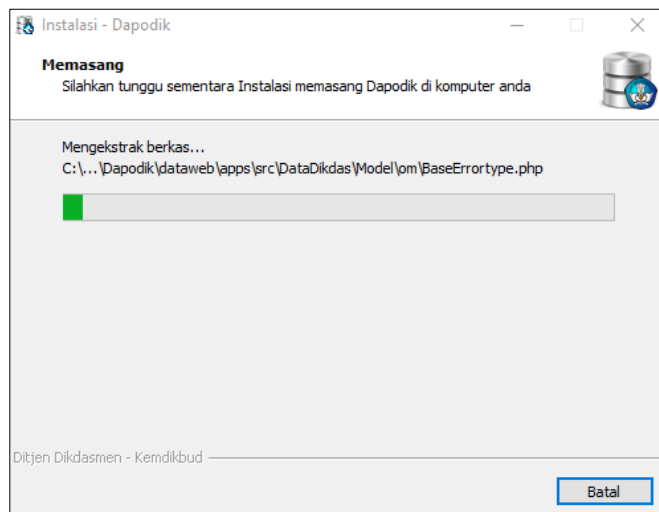 Instalasi - Dapodik
Memasang
Silahkan tunggu sementara Instalasi memasang Dapodik di komputer anda
Mengekstrak berkas...
C:\...\Dapodik\dataweb\apps\src\DataDikdas\Model\om\BaseErrortype.php
Ditjen Dikdasmen - Kemdikbud
Batal